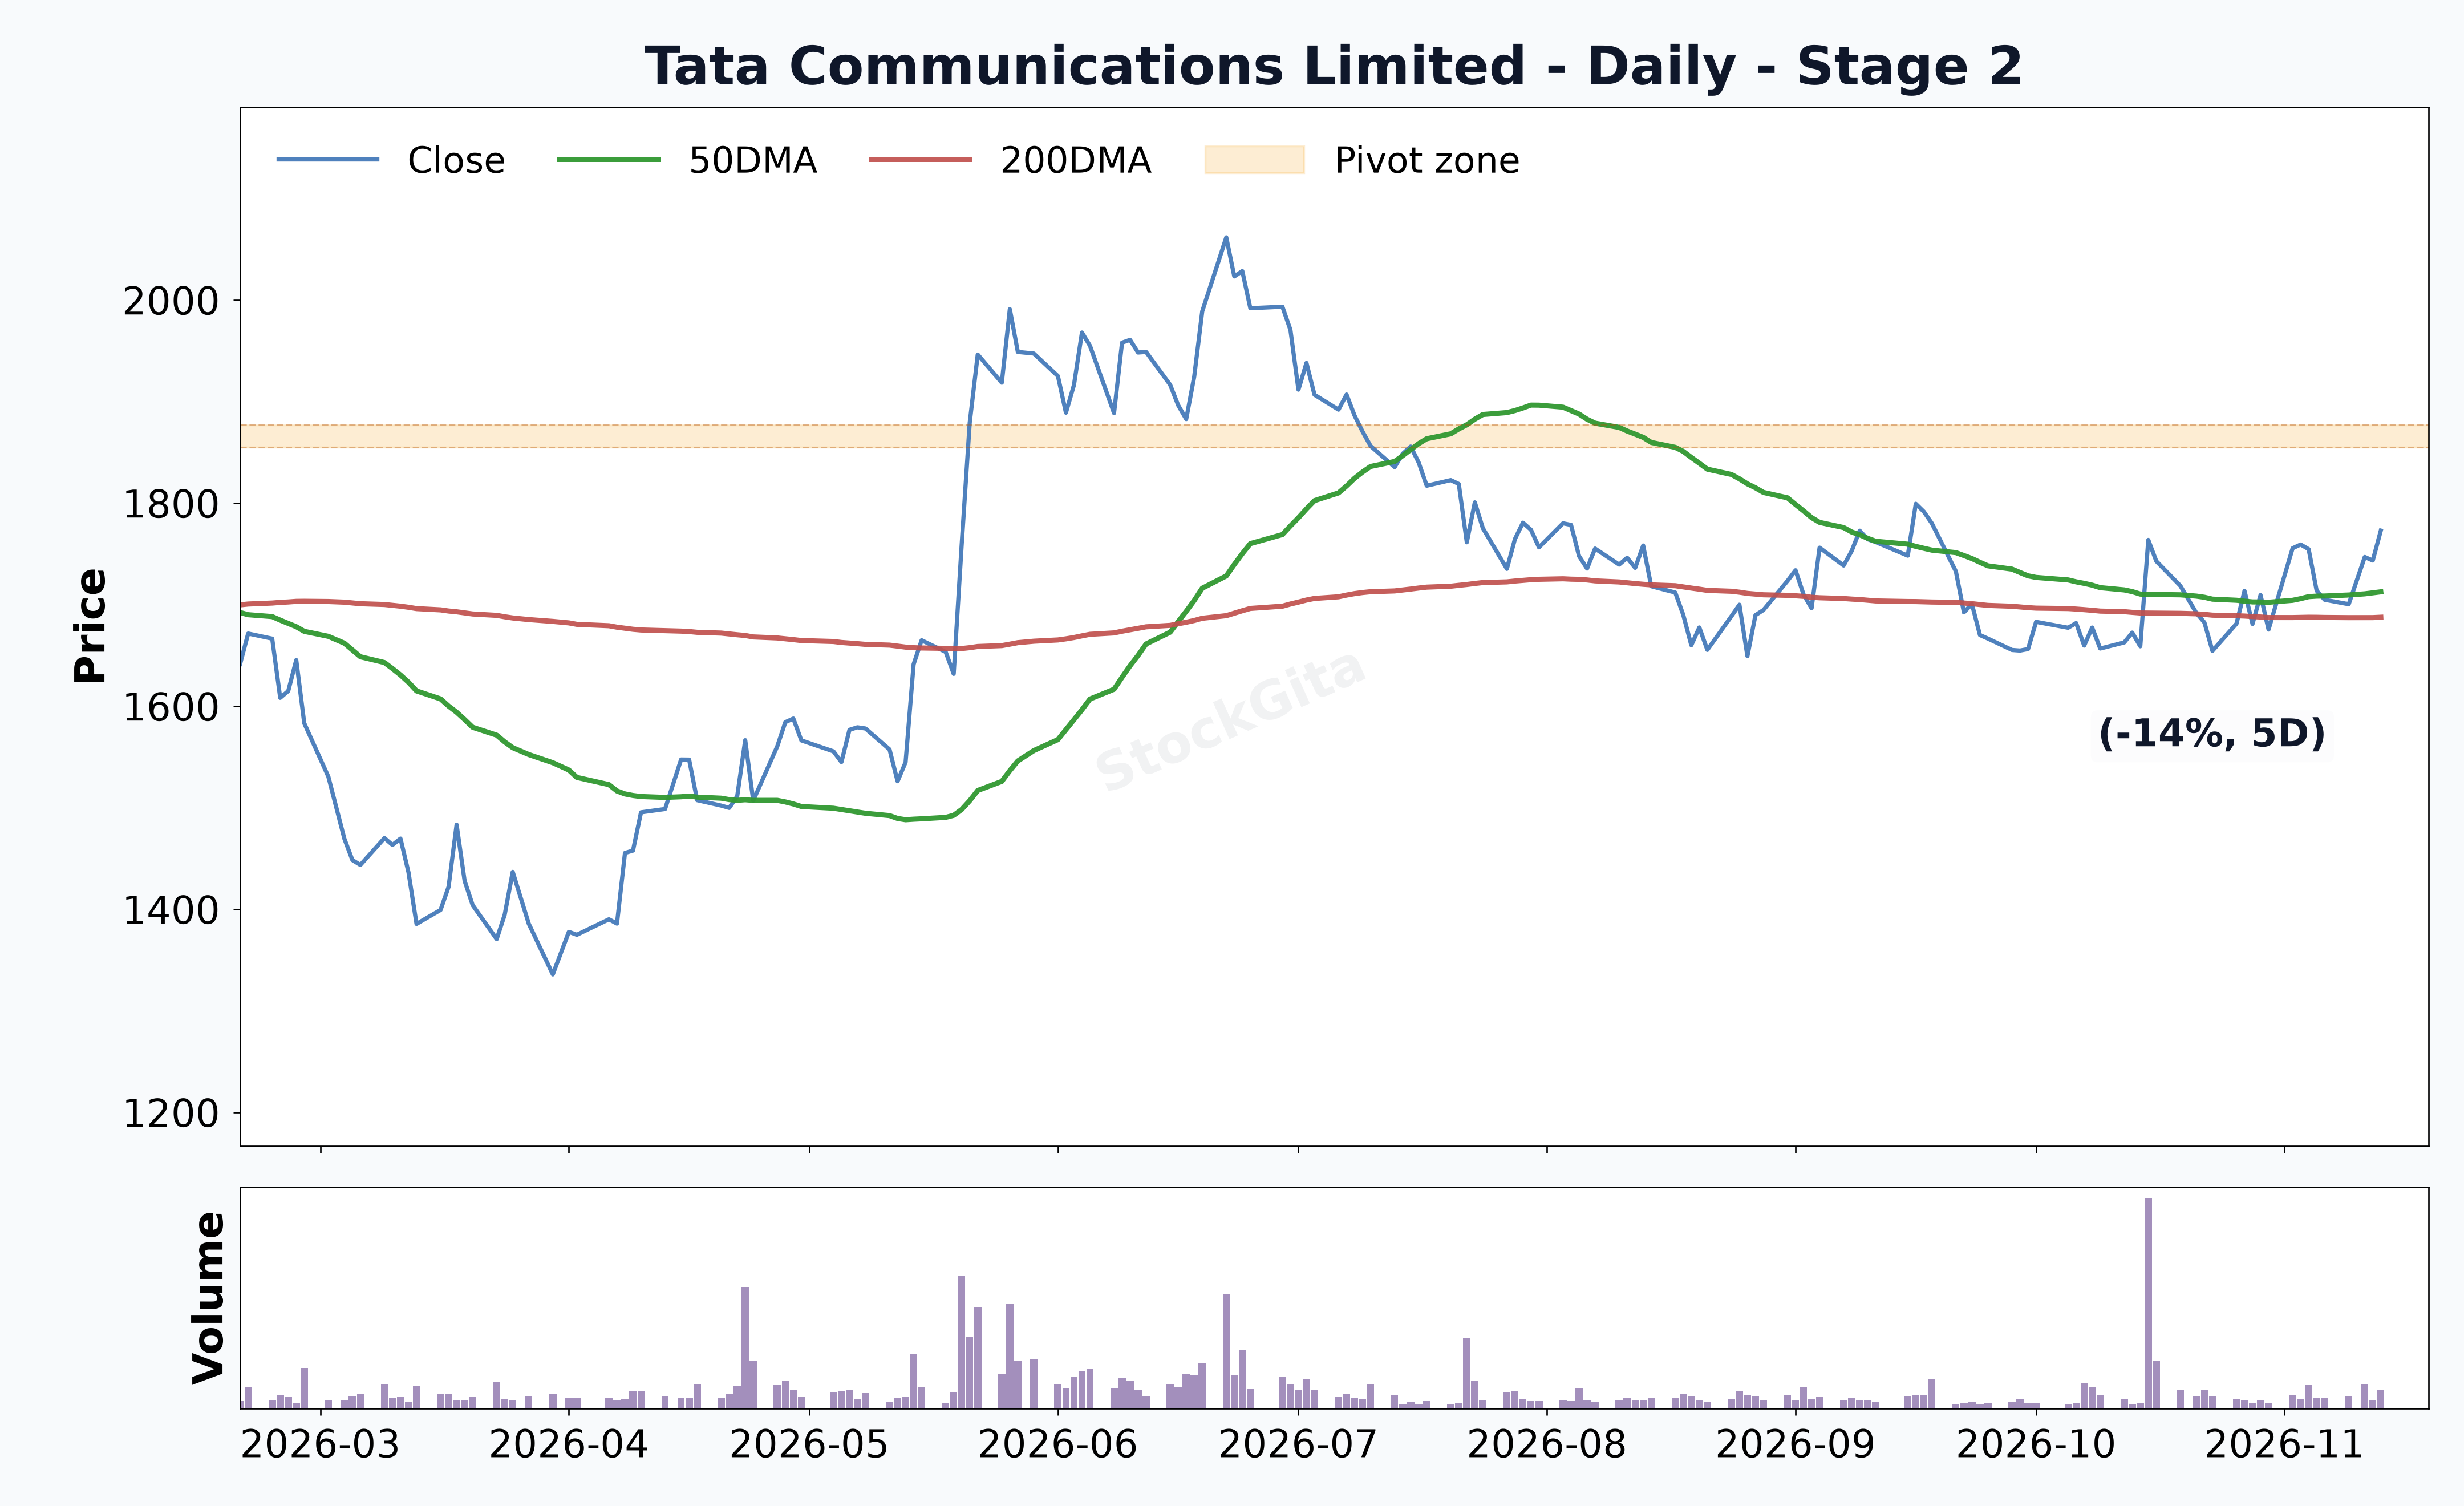 Tata Communications Limited - Daily - Stage 2
Close 50DMA 200DMA Pivot zone
Price
2000
1800
1600
1400
1200
StockGita
(-14%, 5D)
Volume
2026-03 2026-04 2026-05 2026-06 2026-07 2026-08 2026-09 2026-10 2026-11